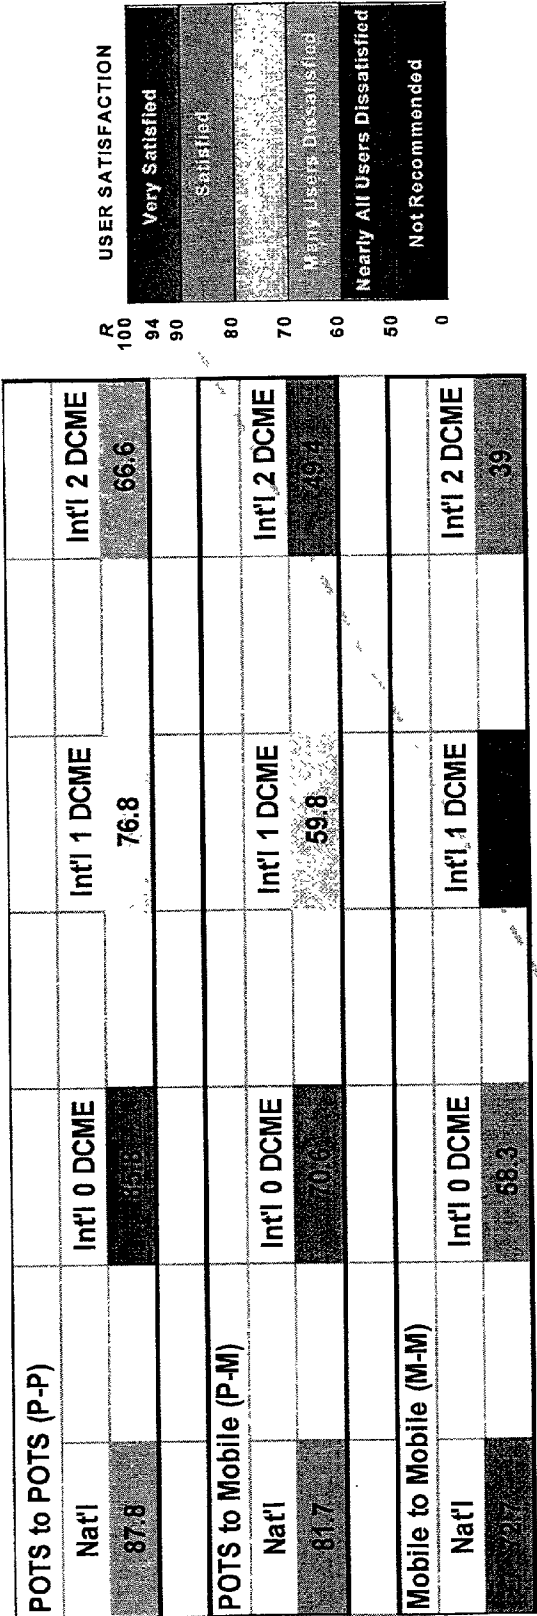 POTS to POTS (P-P)
Nat'l Int'l 0 DCME Int'l 1 DCME Int'l 2 DCME
87.8 76.8 66.6
POTS to Mobile (P-M)
Nat'l Int'l 0 DCME Int'l 1 DCME Int'l 2 DCME
81.7 70.6 59.8 49.4
Mobile to Mobile (M-M)
Nat'l Int'l 0 DCME Int'l 1 DCME Int'l 2 DCME
39
R USER SATISFACTION
100
94
Very Satisfied
90
Satisfied
80
70
Many Users Dissatisfied
60
Nearly All Users Dissatisfied
50
Not Recommended
0